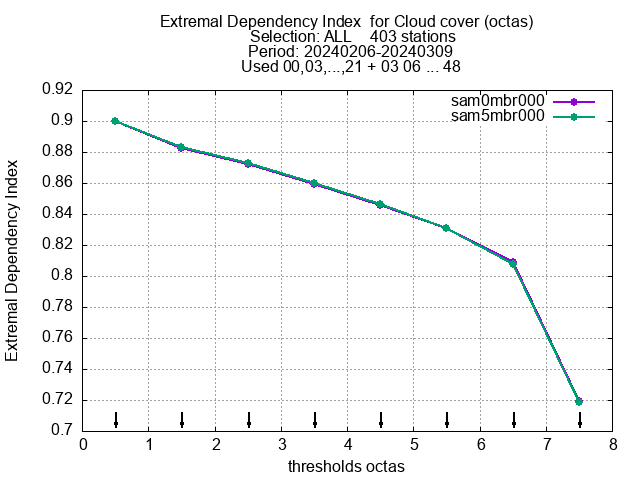 Extremal Dependency Index  for Cloud cover (octas)
Selection: ALL    403 stations
Period: 20240206-20240309
Used 00,03,...,21 + 03 06 ... 48
sam0mbr000
sam5mbr000
Extremal Dependency Index
0.92
0.9
0.88
0.86
0.84
0.82
0.8
0.78
0.76
0.74
0.72
0.7
0 1 2 3 4 5 6 7 8
thresholds octas